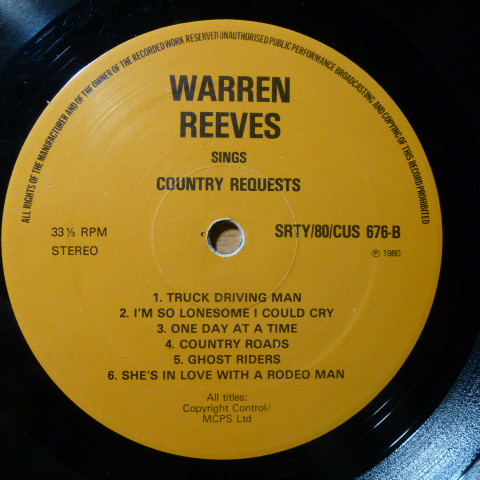 ALL RIGHTS OF THE MANUFACTURER AND OF THE OWNER OF THE RECORDED WORK RESERVED UNAUTHORISED PUBLIC PERFORMANCE BROADCASTING AND COPYING OF THIS RECORD PROHIBITED
WARREN
REEVES
SINGS
COUNTRY REQUESTS
33⅓ RPM
STEREO
SRTY/80/CUS 676-B
℗ 1980
1. TRUCK DRIVING MAN
2. I'M SO LONESOME I COULD CRY
3. ONE DAY AT A TIME
4. COUNTRY ROADS
5. GHOST RIDERS
6. SHE'S IN LOVE WITH A RODEO MAN
All titles:
Copyright Control/
MCPS Ltd